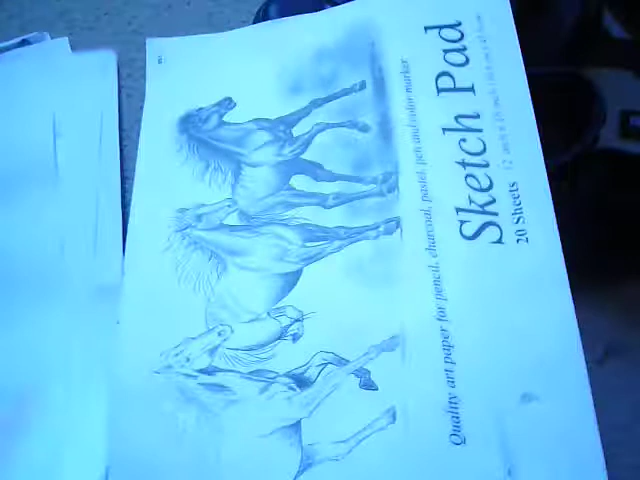 Sketch Pad
20 Sheets
Quality art paper for pencil, charcoal, pastel, pen and color marker